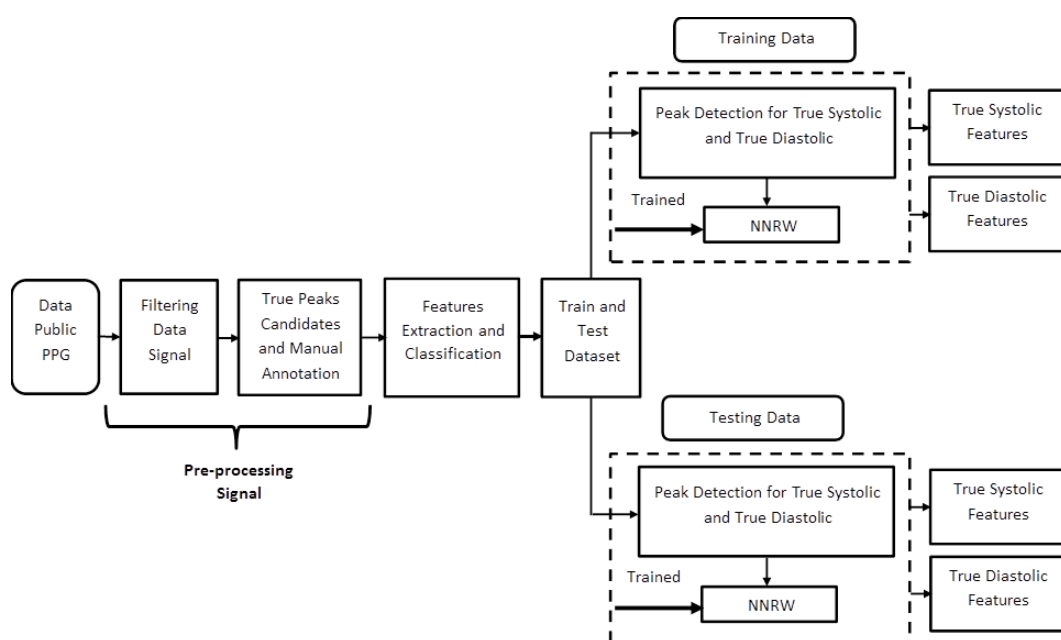 Training Data
Peak Detection for True Systolic
and True Diastolic
Trained
NNRW
True Systolic
Features
True Diastolic
Features
Data
Public
PPG
Filtering
Data
Signal
True Peaks
Candidates
and Manual
Annotation
Features
Extraction and
Classification
Train and
Test
Dataset
Pre-processing
Signal
Testing Data
Peak Detection for True Systolic
and True Diastolic
Trained
NNRW
True Systolic
Features
True Diastolic
Features